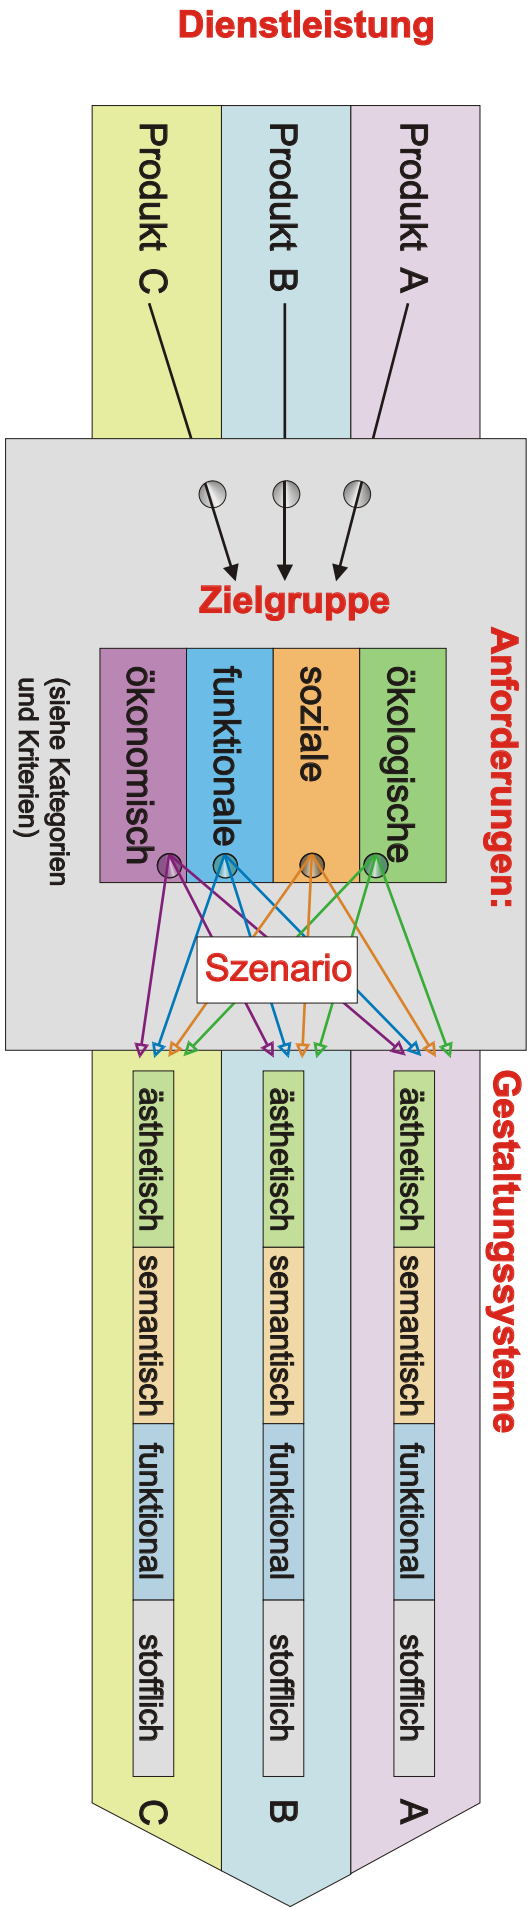 Dienstleistung
Produkt A
Produkt B
Produkt C
Zielgruppe
Anforderungen:
ökologische
soziale
funktionale
ökonomisch
(siehe Kategorien
und Kriterien)
Szenario
Gestaltungssysteme
ästhetisch
semantisch
funktional
stofflich
A
ästhetisch
semantisch
funktional
stofflich
B
ästhetisch
semantisch
funktional
stofflich
C